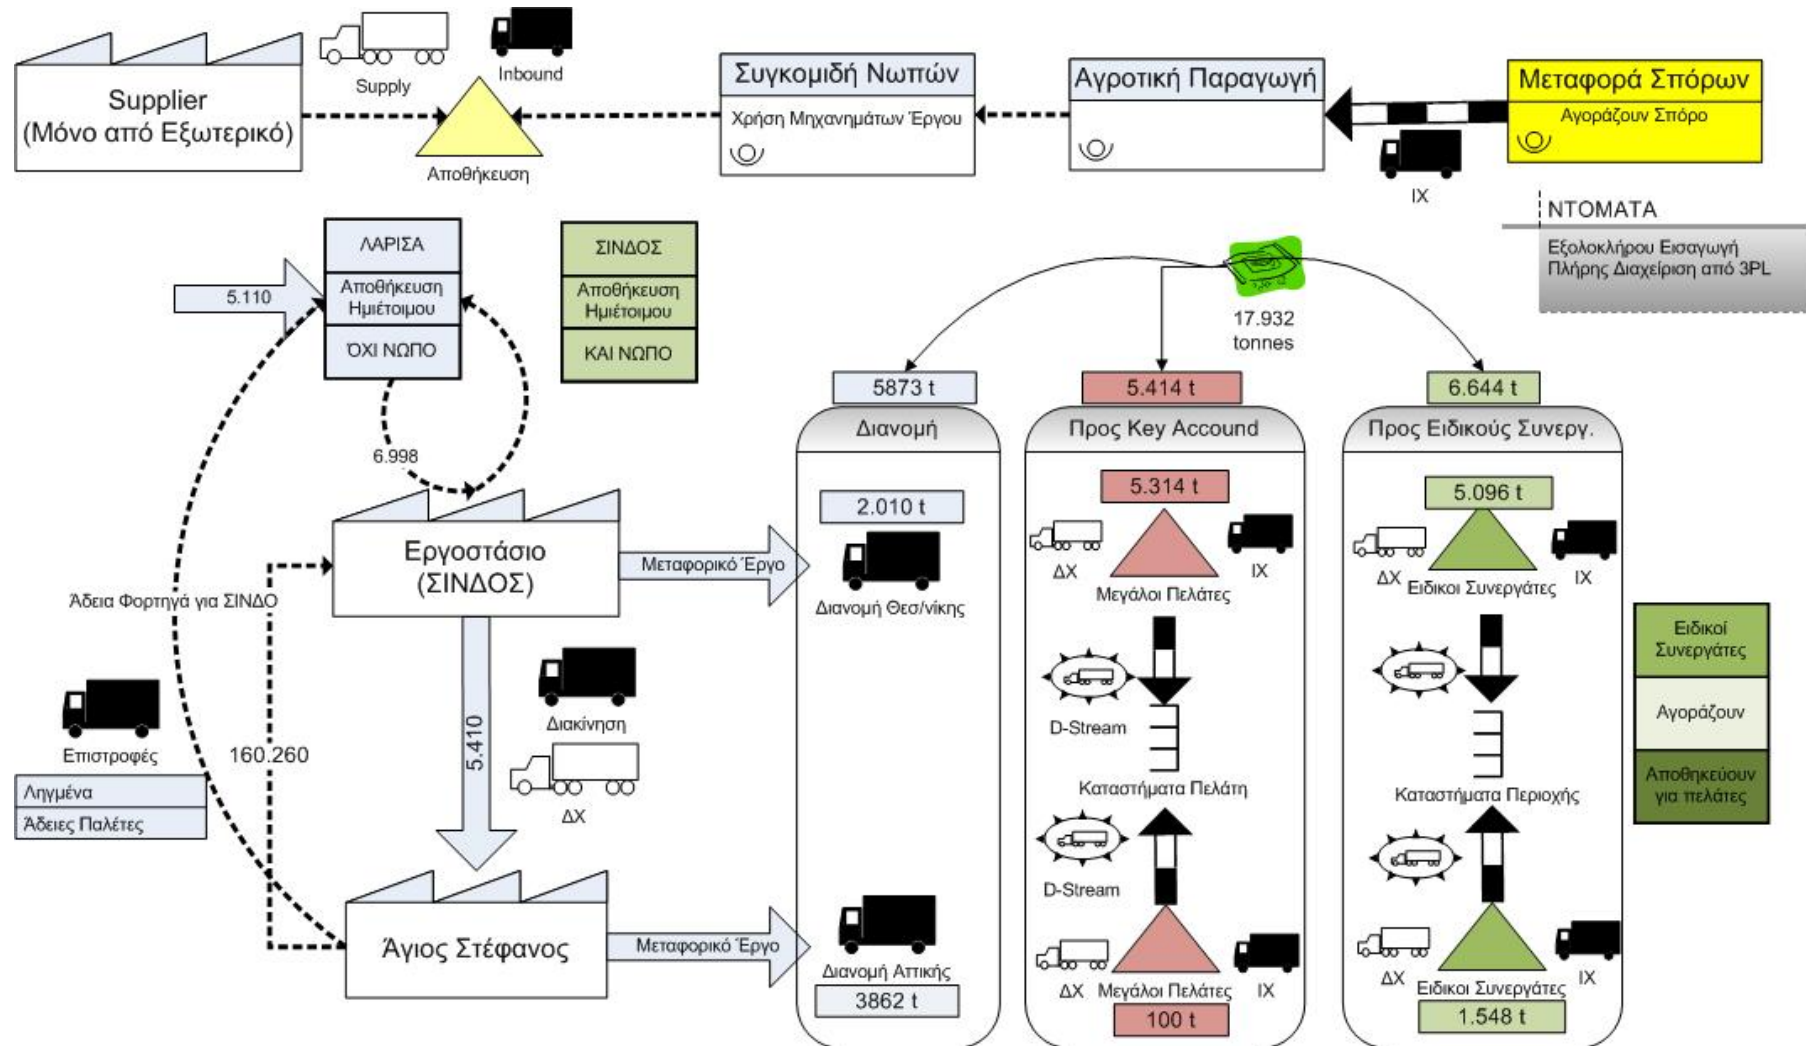 Supplier
(Μόνο από Εξωτερικό)
Supply
Inbound
Αποθήκευση
Συγκομιδή Νωπών
Χρήση Μηχανημάτων Έργου
Αγροτική Παραγωγή
ΙΧ
Μεταφορά Σπόρων
Αγοράζουν Σπόρο
ΝΤΟΜΑΤΑ
Εξολοκλήρου Εισαγωγή
Πλήρης Διαχείριση από 3PL
5.110
ΛΑΡΙΣΑ
Αποθήκευση
Ημιέτοιμου
ΌΧΙ ΝΩΠΟ
ΣΙΝΔΟΣ
Αποθήκευση
Ημιέτοιμου
ΚΑΙ ΝΩΠΟ
6.998
17.932
tonnes
Εργοστάσιο
(ΣΙΝΔΟΣ)
Μεταφορικό Έργο
Άδεια Φορτηγά για ΣΙΝΔΟ
Επιστροφές
Ληγμένα
Άδειες Παλέτες
160.260
5.410
Διακίνηση
ΔΧ
Άγιος Στέφανος
Μεταφορικό Έργο
5873 t
Διανομή
2.010 t
Διανομή Θεσ/νίκης
Διανομή Αττικής
3862 t
5.414 t
Προς Key Accound
5.314 t
ΔΧ
ΙΧ
Μεγάλοι Πελάτες
D-Stream
Καταστήματα Πελάτη
D-Stream
ΔΧ
Μεγάλοι Πελάτες
ΙΧ
100 t
6.644 t
Προς Ειδικούς Συνεργ.
5.096 t
ΔΧ
ΙΧ
Ειδικοι Συνεργάτες
Καταστήματα Περιοχής
ΔΧ
ΙΧ
Ειδικοι Συνεργάτες
1.548 t
Ειδικοί
Συνεργάτες
Αγοράζουν
Αποθηκεύουν
για πελάτες